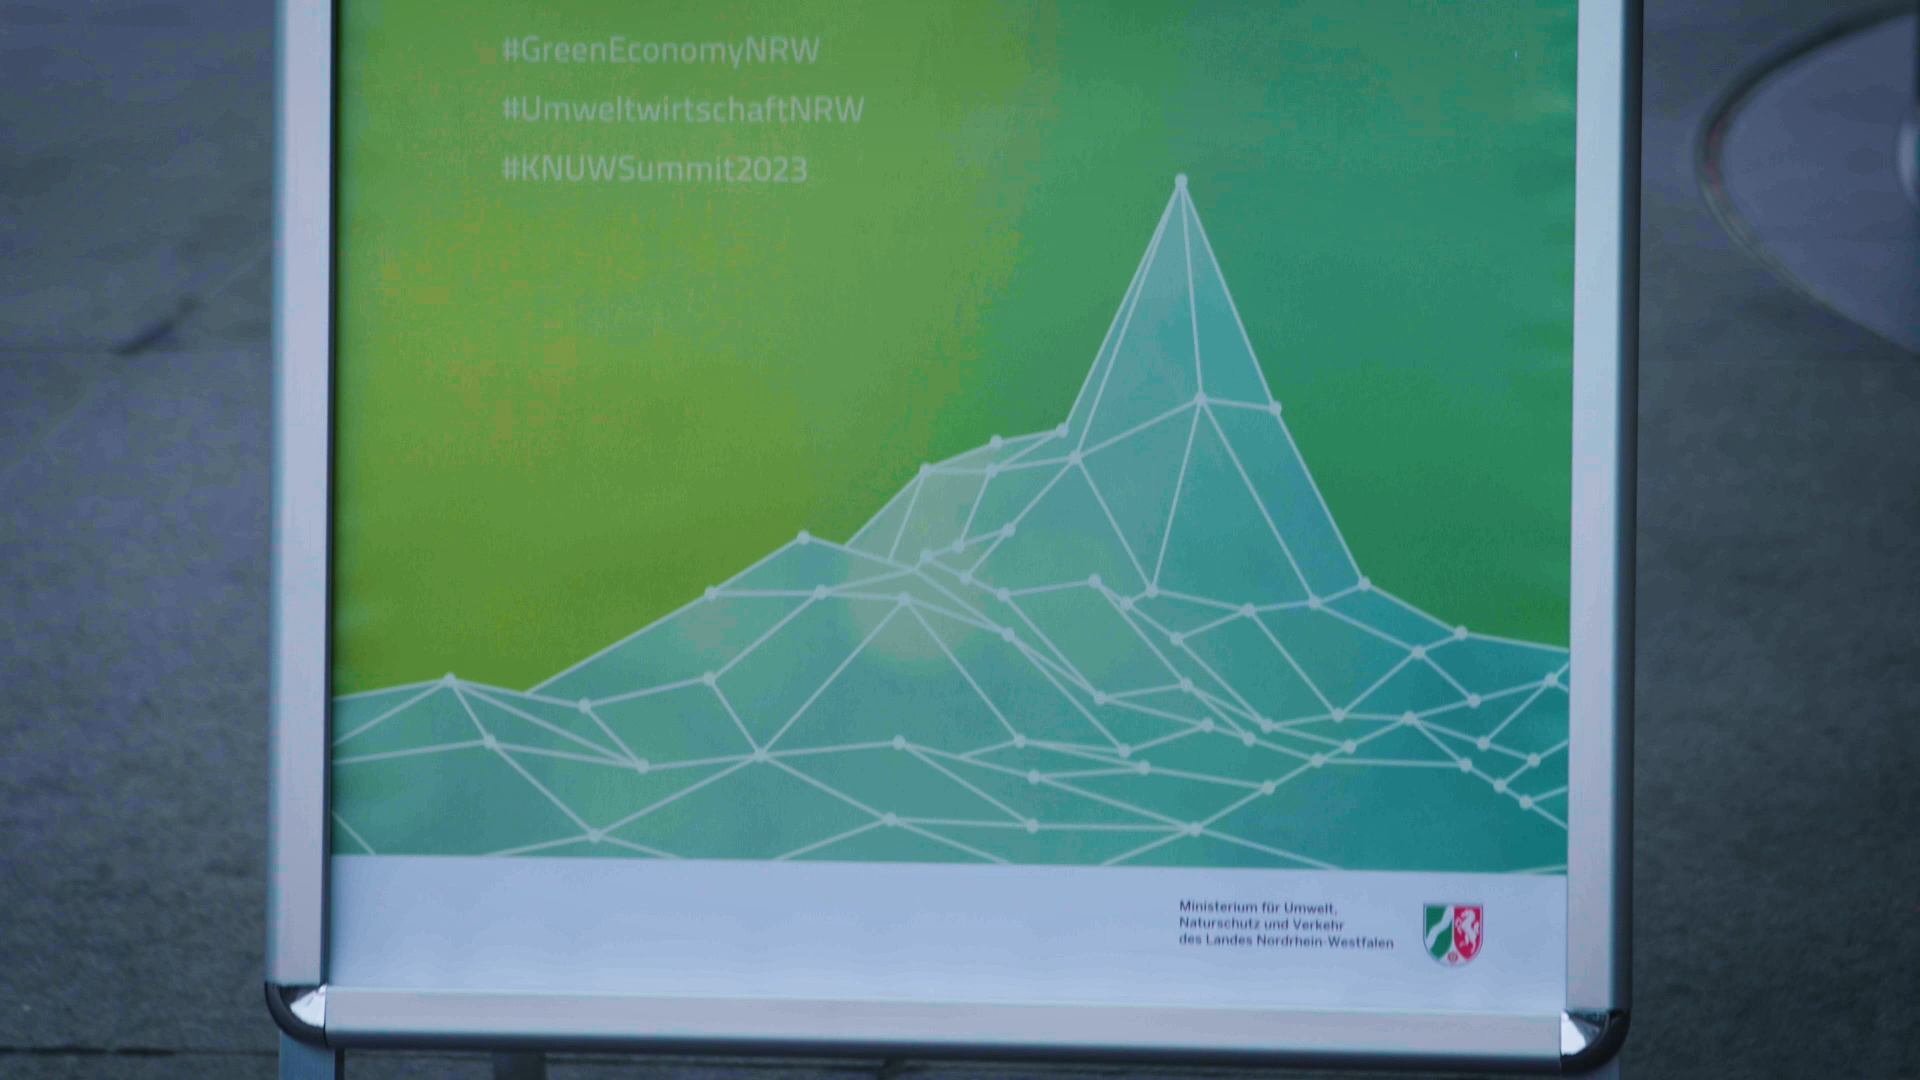 #GreenEconomyNRW
#UmweltwirtschaftNRW
#KNUWSummit2023
Ministerium für Umwelt,
Naturschutz und Verkehr
des Landes Nordrhein-Westfalen